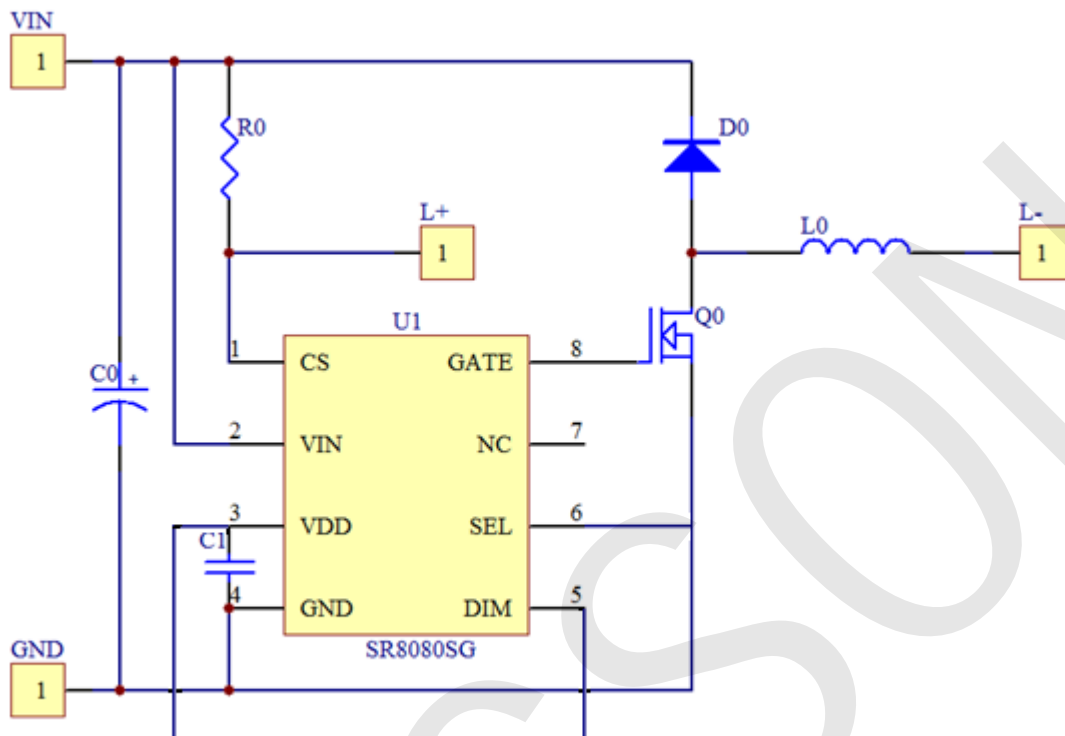 VIN
1
R0
D0
L+
1
L0
L-
1
U1
Q0
1 CS GATE 8
C0 +
2 VIN NC 7
3 VDD SEL 6
C1
4 GND DIM 5
SR8080SG
GND
1
SON